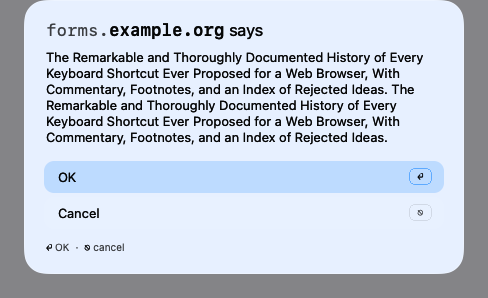 forms.example.org says
The Remarkable and Thoroughly Documented History of Every
Keyboard Shortcut Ever Proposed for a Web Browser, With
Commentary, Footnotes, and an Index of Rejected Ideas. The
Remarkable and Thoroughly Documented History of Every
Keyboard Shortcut Ever Proposed for a Web Browser, With
Commentary, Footnotes, and an Index of Rejected Ideas.
OK
Cancel
OK · cancel